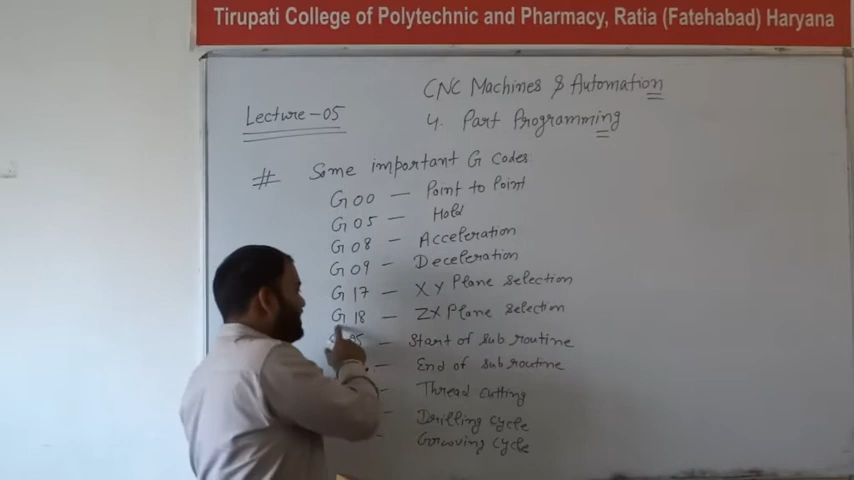 Tirupati College of Polytechnic and Pharmacy, Ratia (Fatehabad) Haryana
CNC Machines & Automation
Lecture-05
4. Part Programming
# Some important G Codes
G00 — Point to Point
G05 — Hold
G08 — Acceleration
G09 — Deceleration
G17 — XY Plane Selection
G18 — ZX Plane Selection
— Start of sub routine
— End of sub routine
— Thread Cutting
— Drilling Cycle
— Gorooving Cycle